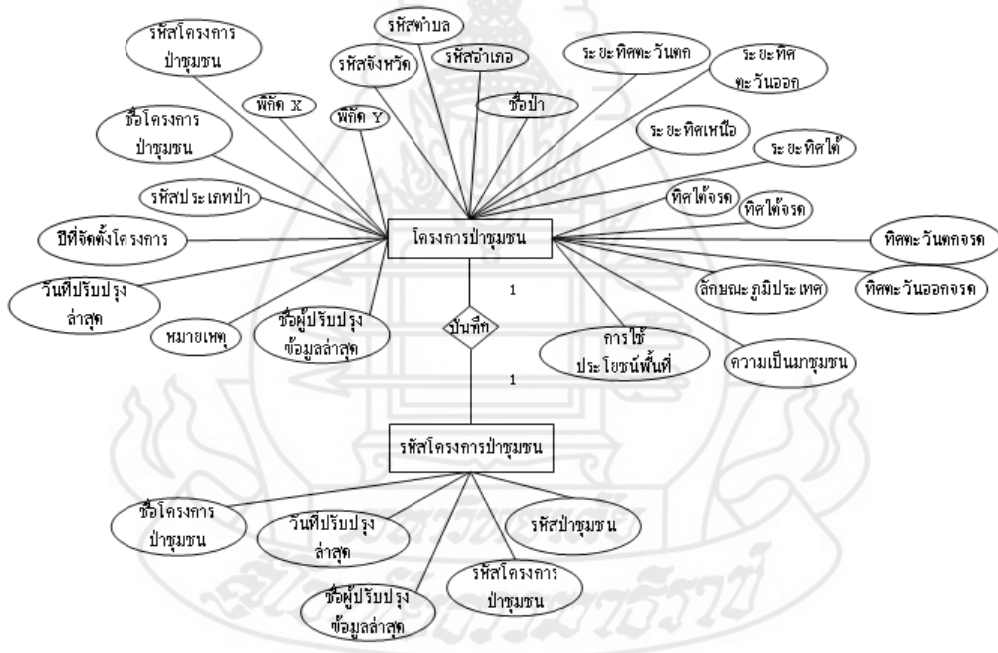 รหัสตำบล
รหัสโครงการ
ป่าชุมชน
รหัสจังหวัด
รหัสอำเภอ
ระยะทิศตะวันตก
ระยะทิศ
ตะวันออก
พิกัด X
พิกัด Y
ชื่อป่า
ชื่อโครงการ
ป่าชุมชน
ระยะทิศเหนือ
ระยะทิศใต้
รหัสประเภทป่า
ทิศใต้จรด
ทิศใต้จรด
ปีที่จัดตั้งโครงการ
โครงการป่าชุมชน
ทิศตะวันตกจรด
วันที่ปรับปรุง
ล่าสุด
1
ลักษณะภูมิประเทศ
ทิศตะวันออกจรด
หมายเหตุ
ชื่อผู้ปรับปรุง
ข้อมูลล่าสุด
บันทึก
การใช้
ประโยชน์พื้นที่
ความเป็นมาชุมชน
1
รหัสโครงการป่าชุมชน
ชื่อโครงการ
ป่าชุมชน
วันที่ปรับปรุง
ล่าสุด
รหัสป่าชุมชน
ชื่อผู้ปรับปรุง
ข้อมูลล่าสุด
รหัสโครงการ
ป่าชุมชน